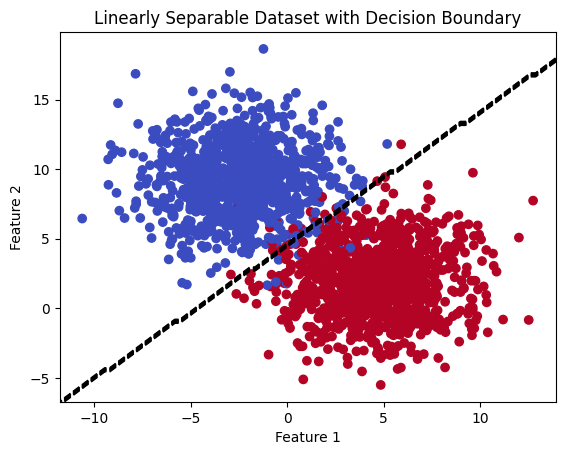 Linearly Separable Dataset with Decision Boundary
15
10
5
0
−5
Feature 2
−10 −5 0 5 10
Feature 1